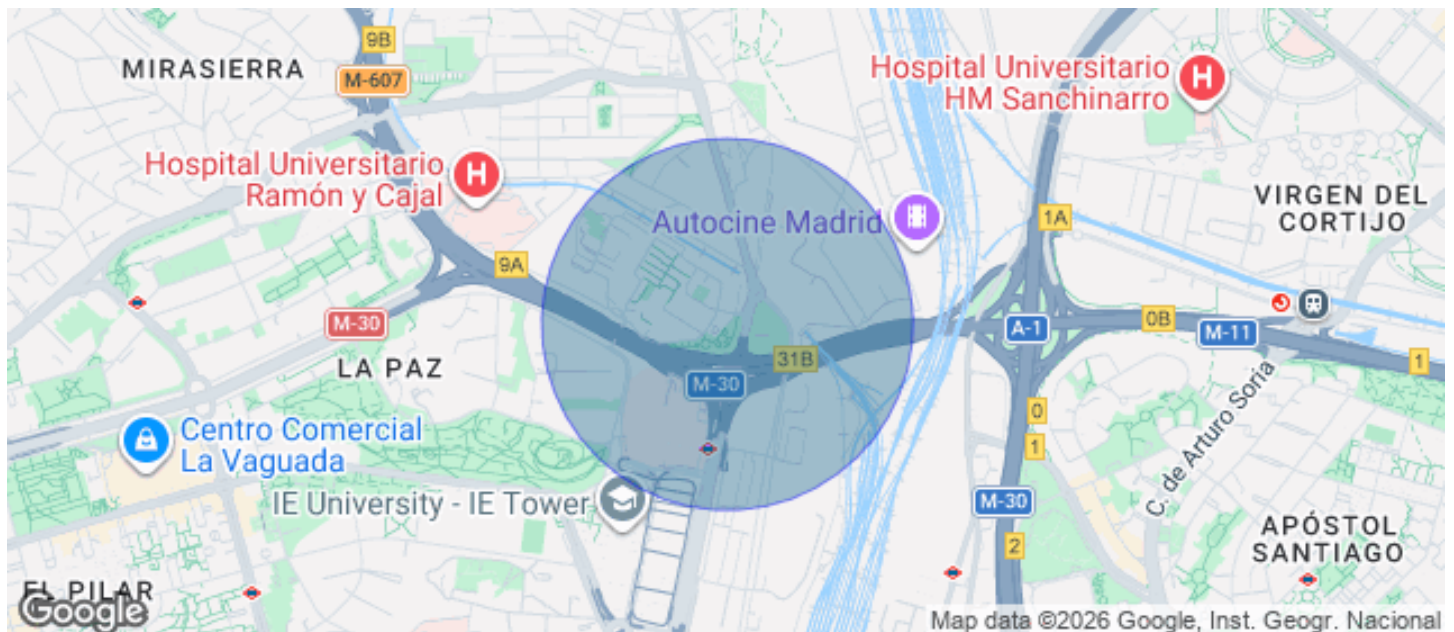 9B
MIRASIERRA
M-607
Hospital Universitario
HM Sanchinarro
Hospital Universitario
Ramón y Cajal
Autocine Madrid
1A
VIRGEN DEL
CORTIJO
9A
M-30
A-1
0B
M-11
31B
1
LA PAZ
M-30
0
1
C. de Arturo Soria
Centro Comercial
La Vaguada
IE University - IE Tower
M-30
2
APÓSTOL
SANTIAGO
EL PILAR
Google
Map data ©2026 Google, Inst. Geogr. Nacional